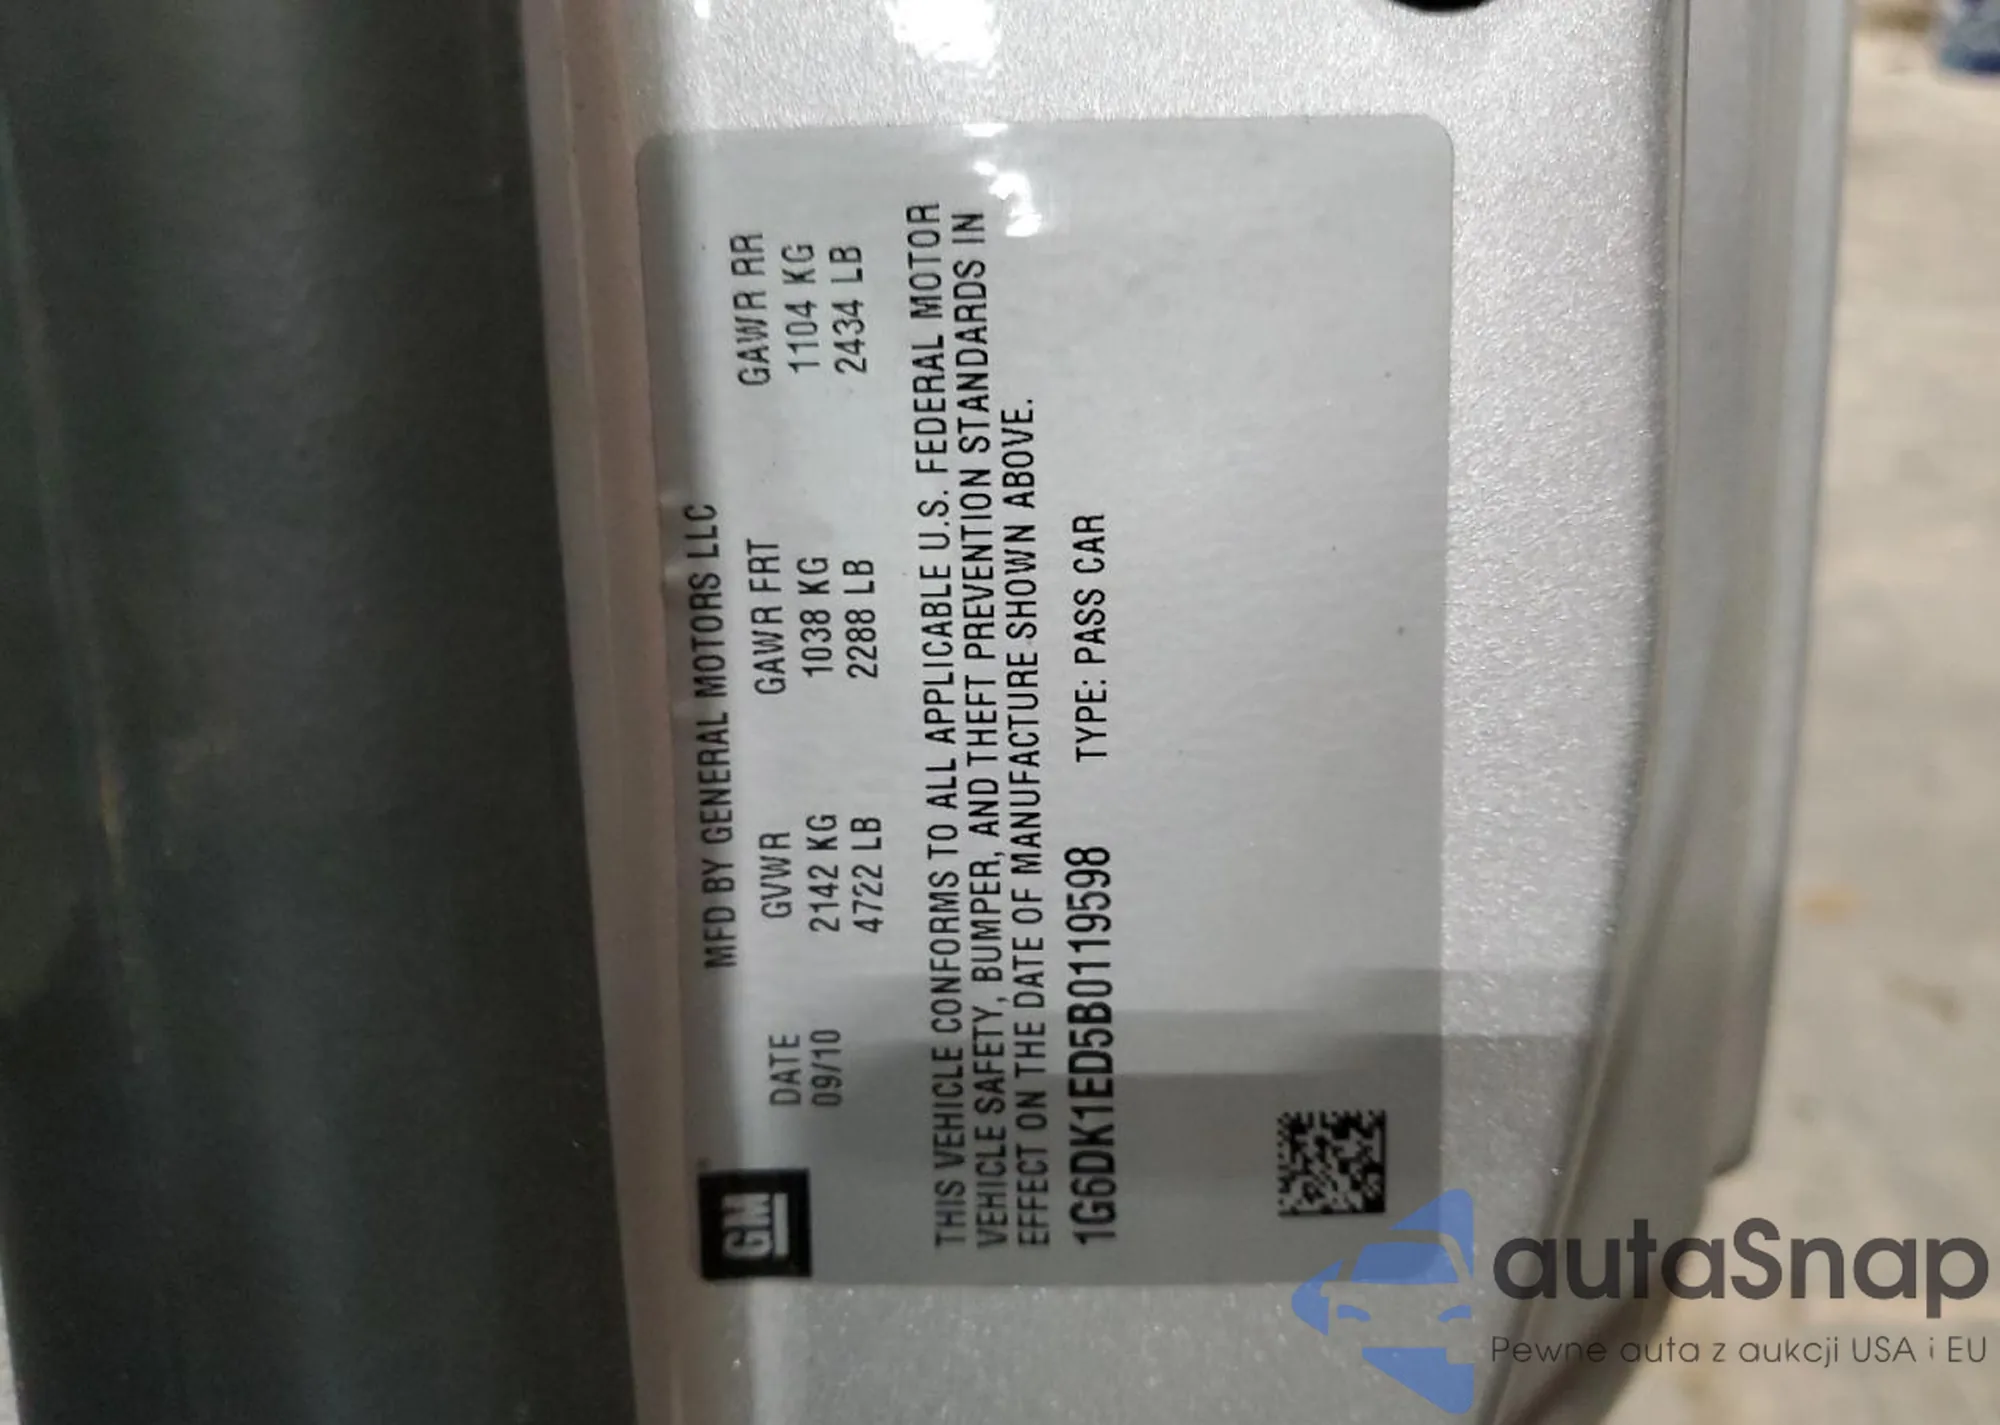 MFD BY GENERAL MOTORS LLC
DATE GVWR GAWR FRT GAWR RR
09/10 2142 KG 1038 KG 1104 KG
4722 LB 2288 LB 2434 LB
THIS VEHICLE CONFORMS TO ALL APPLICABLE U.S. FEDERAL MOTOR
VEHICLE SAFETY, BUMPER, AND THEFT PREVENTION STANDARDS IN
EFFECT ON THE DATE OF MANUFACTURE SHOWN ABOVE.
1G6DK1ED5B0119598 TYPE: PASS CAR
GM
autaSnap
Pewne auta z aukcji USA i EU